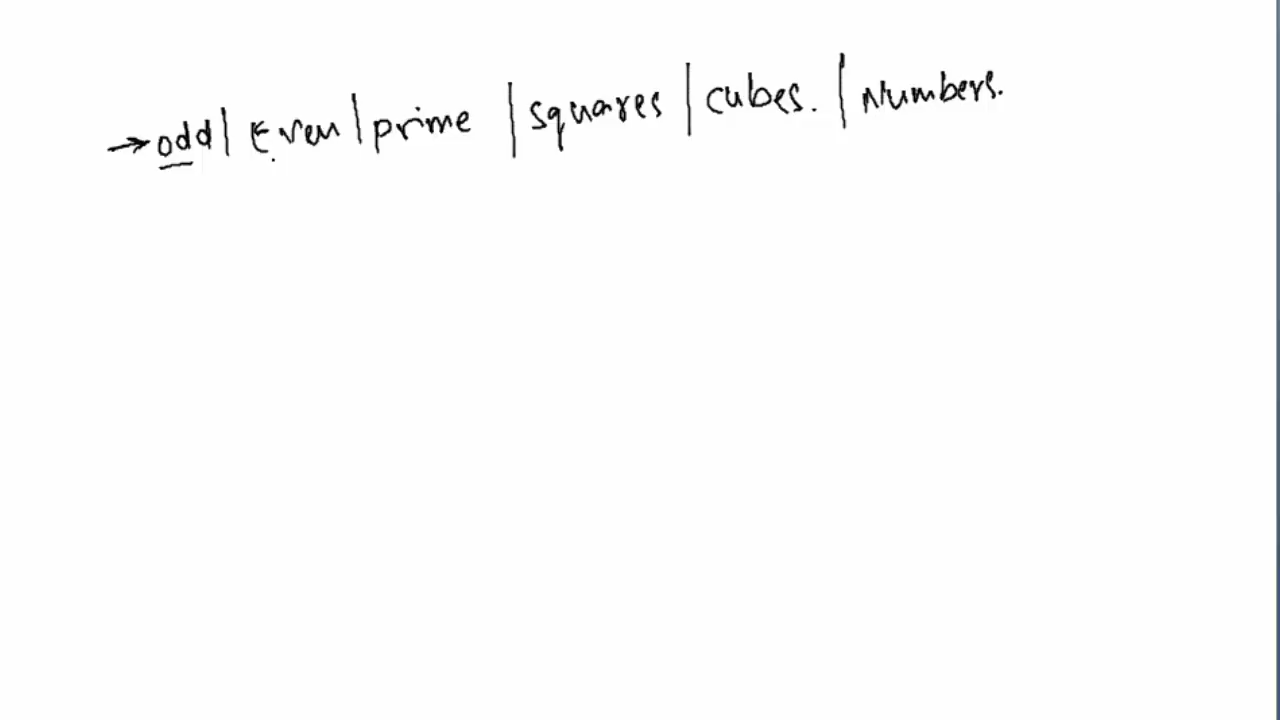 → odd | Even | prime | squares | cubes. | Numbers.